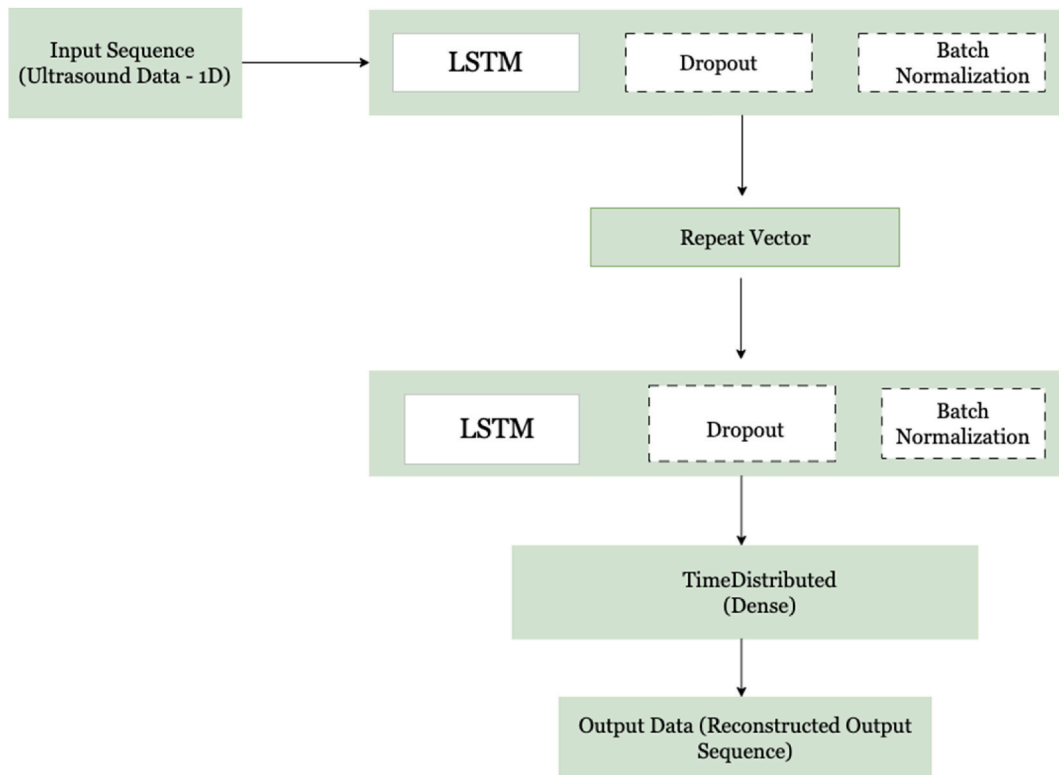 Input Sequence
(Ultrasound Data - 1D)
LSTM
Dropout
Batch
Normalization
Repeat Vector
LSTM
Dropout
Batch
Normalization
TimeDistributed
(Dense)
Output Data (Reconstructed Output
Sequence)